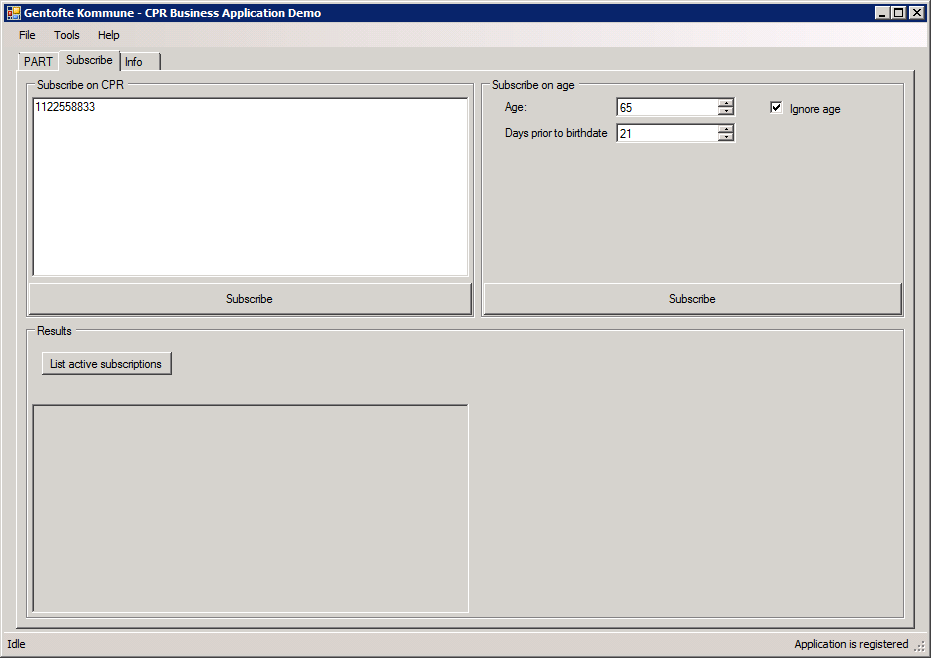 Gentofte Kommune - CPR Business Application Demo
File Tools Help
PART Subscribe Info
Subscribe on CPR
1122558833
Subscribe
Subscribe on age
Age: 65 Ignore age
Days prior to birthdate 21
Subscribe
Results
List active subscriptions
Idle Application is registered